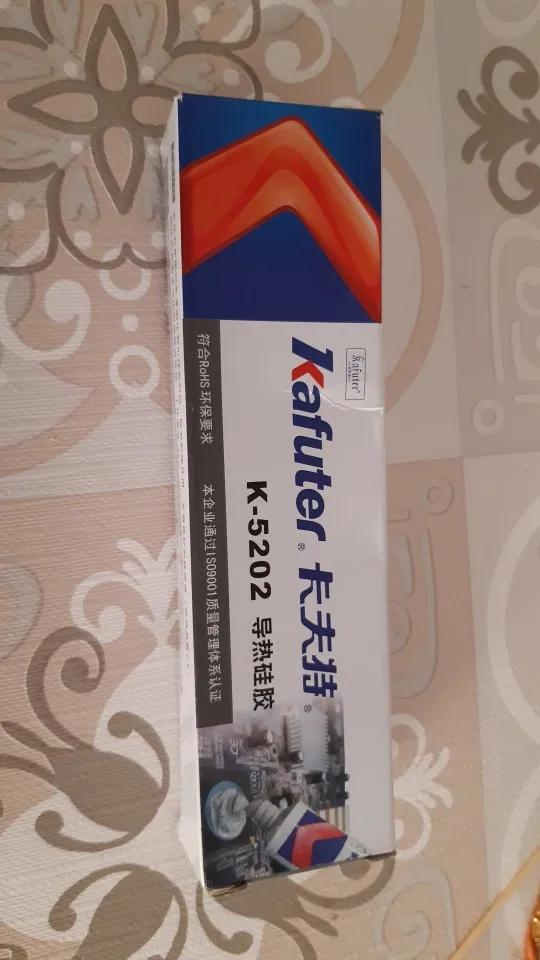 Kafuter®
Kafuter® 卡夫特®
K-5202 导热硅胶
符合RoHS环保要求 本企业通过ISO9001质量管理体系认证